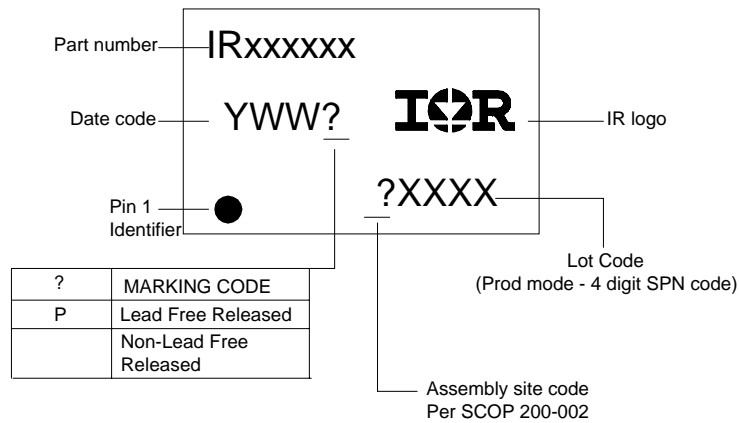 Part number
IRxxxxxx
Date code
YWW?
IOR
IR logo
Pin 1
Identifier
?XXXX
Lot Code
(Prod mode - 4 digit SPN code)
? MARKING CODE
P Lead Free Released
Non-Lead Free
Released
Assembly site code
Per SCOP 200-002